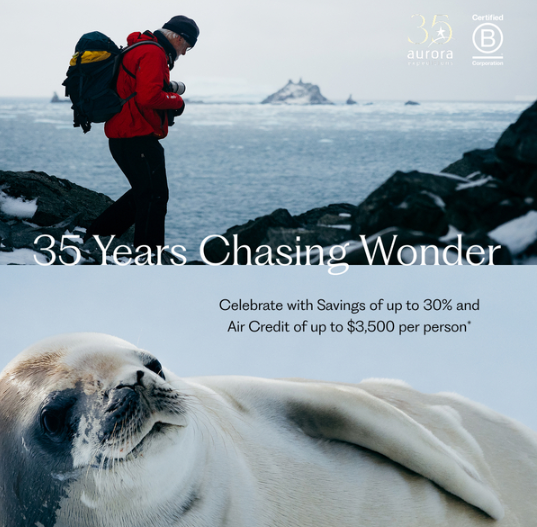 35
aurora
Certified
B
Corporation
35 Years Chasing Wonder
Celebrate with Savings of up to 30% and
Air Credit of up to $3,500 per person*